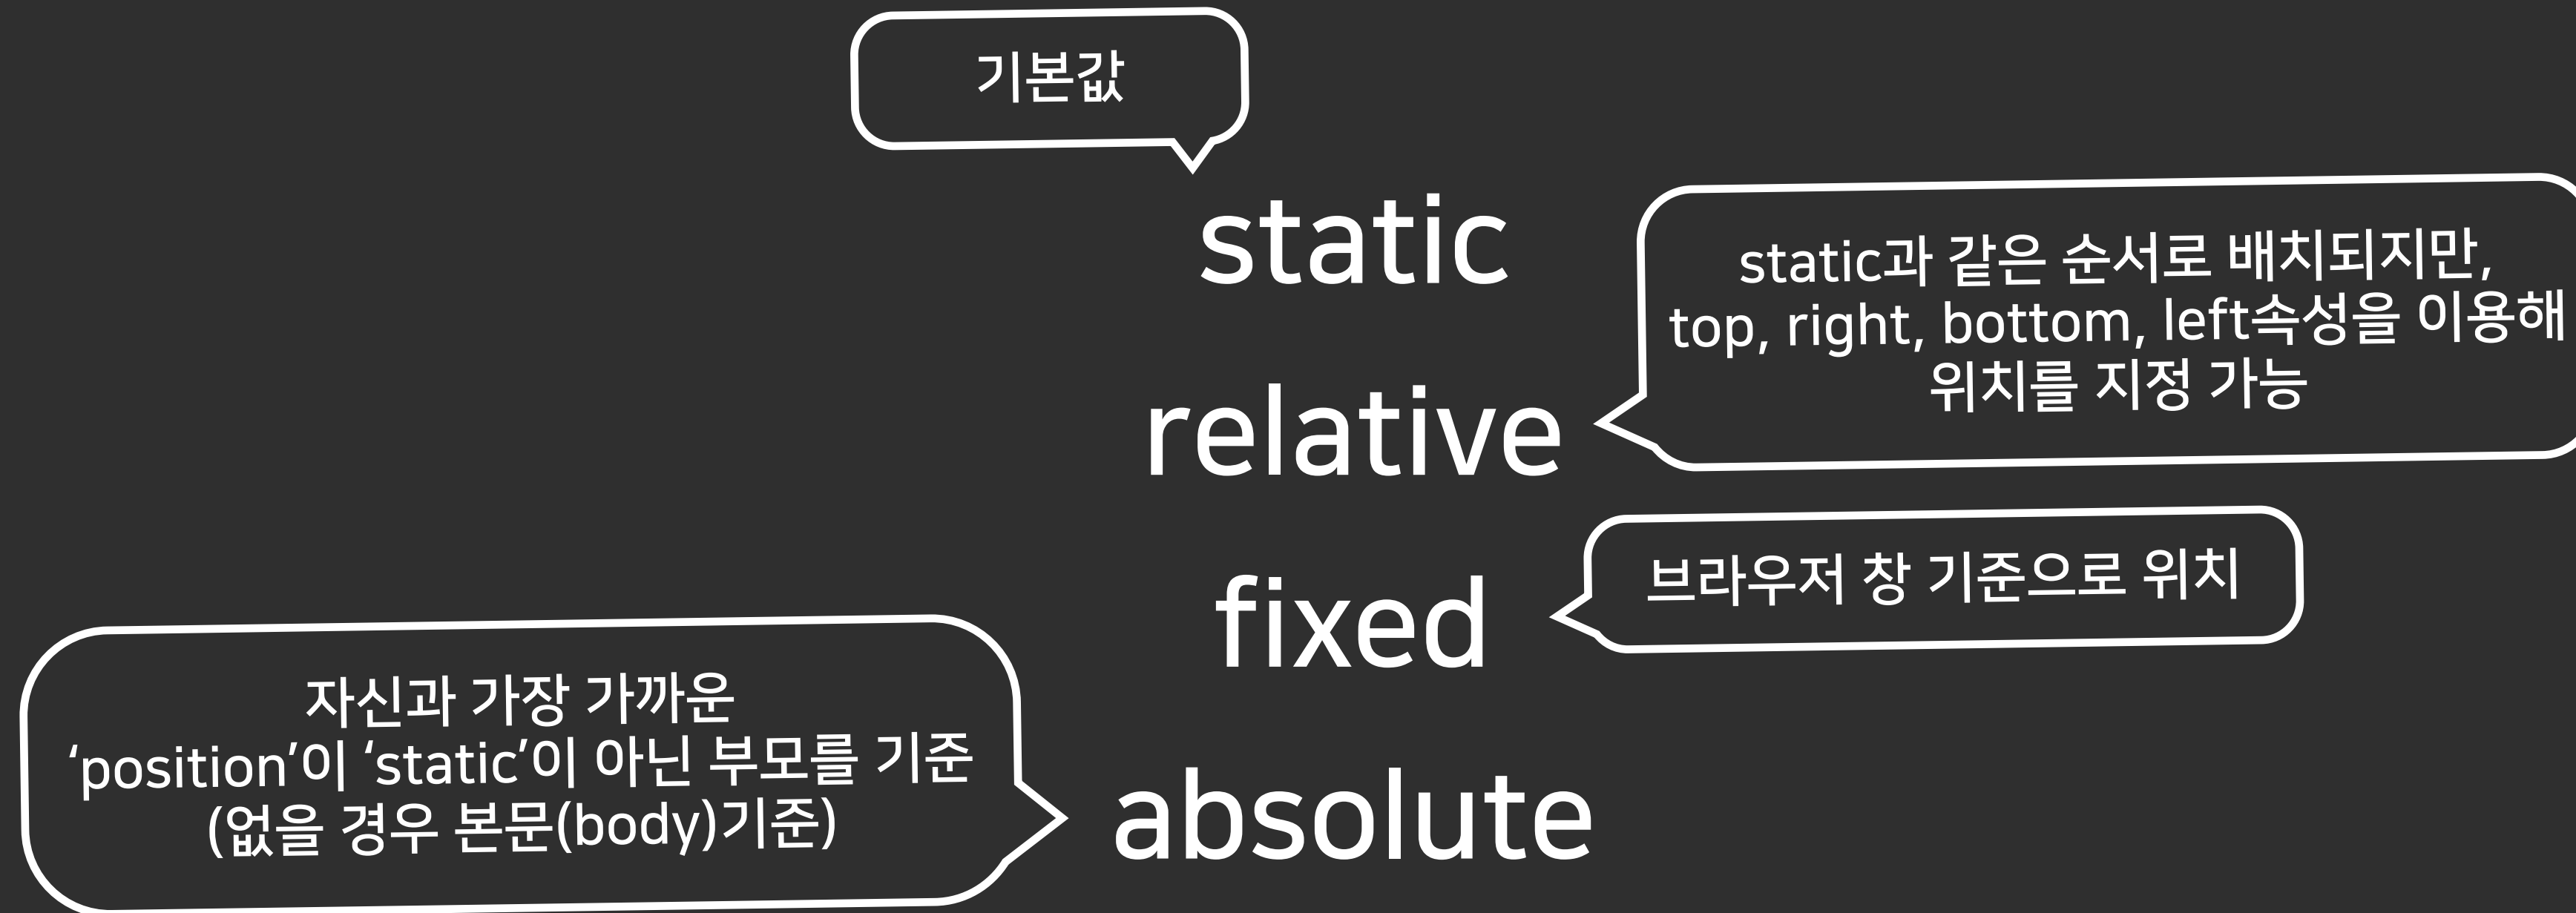 기본값
static
static과 같은 순서로 배치되지만,
top, right, bottom, left속성을 이용해
위치를 지정 가능
relative
브라우저 창 기준으로 위치
fixed
자신과 가장 가까운
‘position’이 ‘static’이 아닌 부모를 기준
(없을 경우 본문(body)기준)
absolute